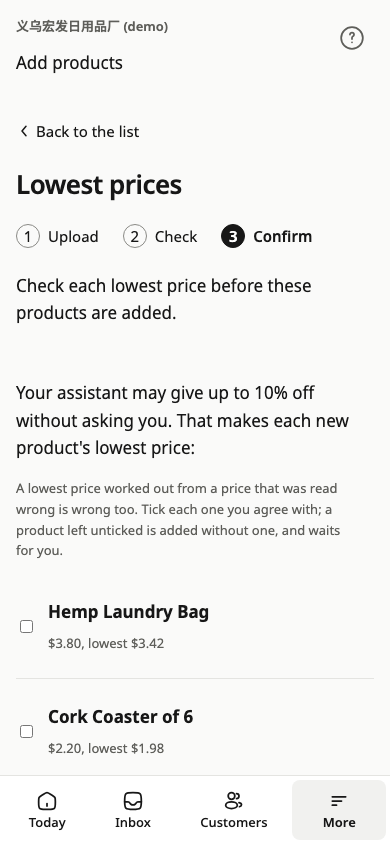 义乌宏发日用品厂 (demo)
Add products
Back to the list
Lowest prices
1 Upload 2 Check 3 Confirm
Check each lowest price before these
products are added.
Your assistant may give up to 10% off
without asking you. That makes each new
product's lowest price:
A lowest price worked out from a price that was read
wrong is wrong too. Tick each one you agree with; a
product left unticked is added without one, and waits
for you.
Hemp Laundry Bag
$3.80, lowest $3.42
Cork Coaster of 6
$2.20, lowest $1.98
Today Inbox Customers More